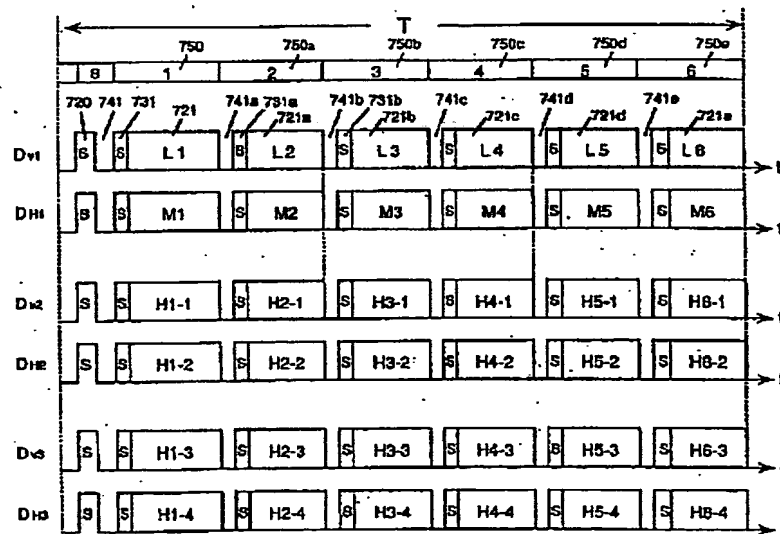 T
750 750a 750b 750c 750d 750e
S 1 2 3 4 5 6
720 741 731 721 741a 731a 721a 741b 731b 721b 741c 721c 741d 721d 741e 721e
Dv1 S S L1 S L2 S L3 S L4 S L5 S L6 t
DH1 S S M1 S M2 S M3 S M4 S M5 S M6 t
Dv2 S S H1-1 S H2-1 S H3-1 S H4-1 S H5-1 S H6-1 t
DH2 S S H1-2 S H2-2 S H3-2 S H4-2 S H5-2 S H6-2
Dv3 S S H1-3 S H2-3 S H3-3 S H4-3 S H5-3 S H6-3
DH3 S S H1-4 S H2-4 S H3-4 S H4-4 S H5-4 S H6-4